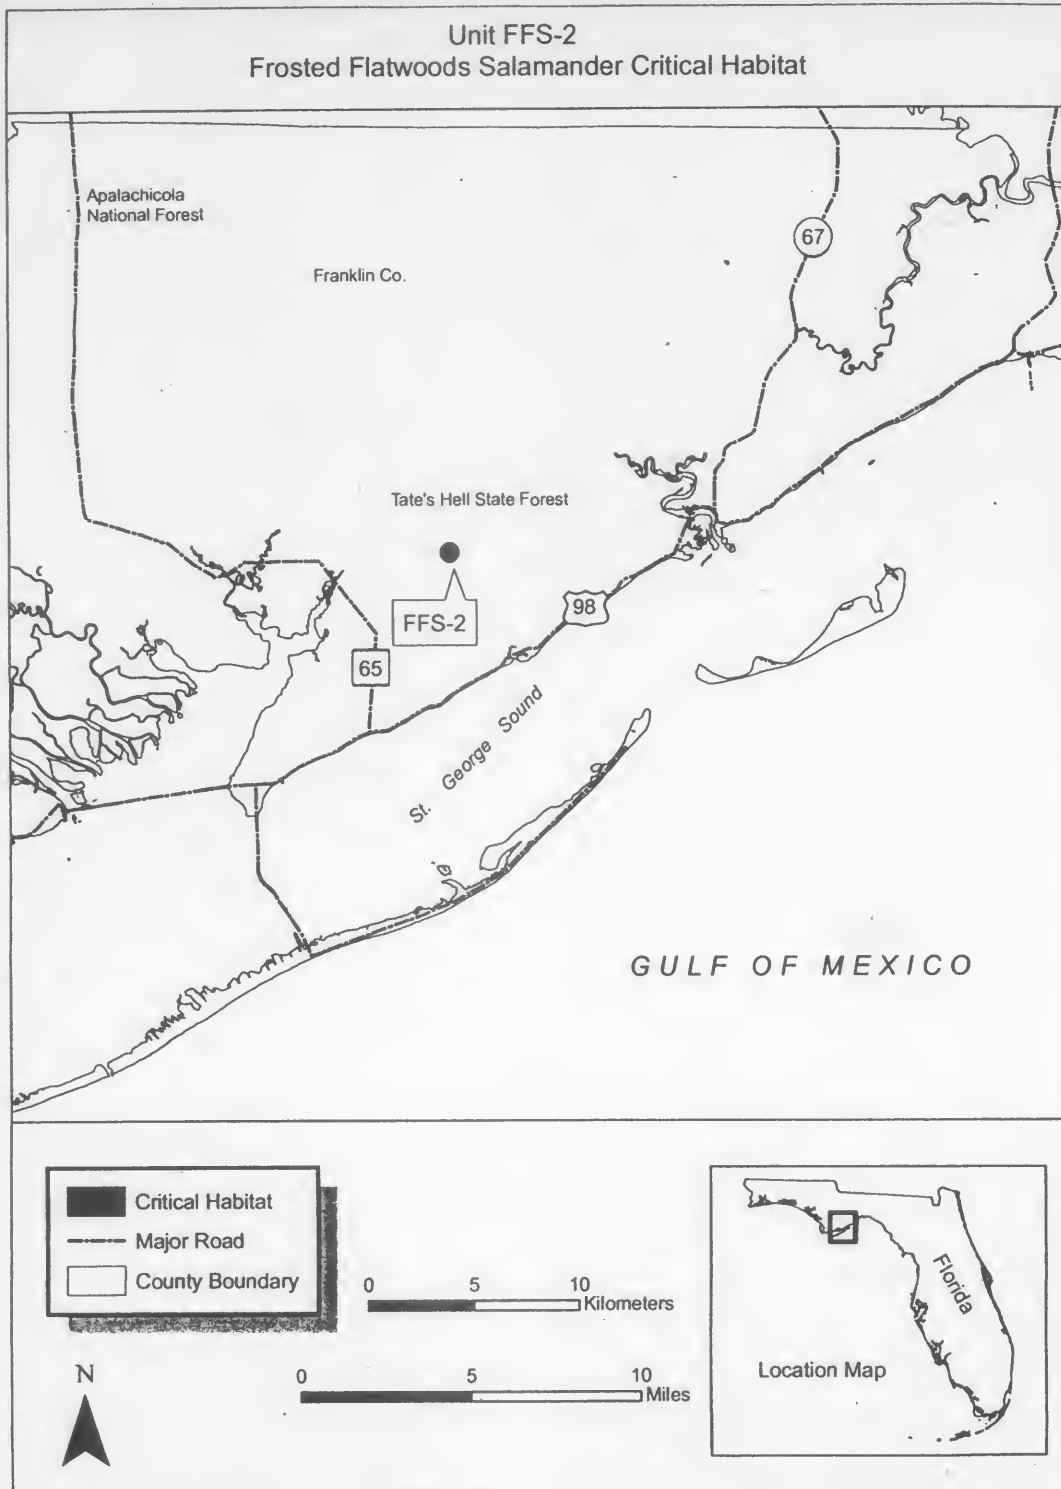 Unit FFS-2
Frosted Flatwoods Salamander Critical Habitat
Apalachicola
National Forest
67
Franklin Co.
Tate's Hell State Forest
FFS-2
98
65
St. George Sound
GULF OF MEXICO
Critical Habitat
Major Road
County Boundary
0 5 10
Kilometers
N
0 5 10
Miles
Florida
Location Map